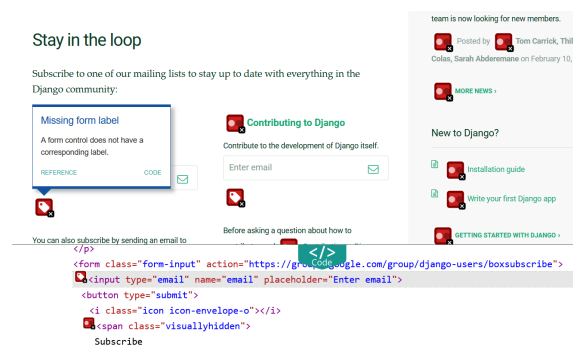 team is now looking for new members.
Posted by Tom Carrick, Thi
Colas, Sarah Abderemane on February 10,
MORE NEWS ›
Stay in the loop
Subscribe to one of our mailing lists to stay up to date with everything in the
Django community:
Missing form label
A form control does not have a
corresponding label.
REFERENCE CODE
Contributing to Django
Contribute to the development of Django itself.
Enter email
Before asking a question about how to
You can also subscribe by sending an email to
New to Django?
Installation guide
Write your first Django app
GETTING STARTED WITH DJANGO ›
</>
Code
</p>
<form class="form-input" action="https://gro google.com/group/django-users/boxsubscribe">
<input type="email" name="email" placeholder="Enter email">
<button type="submit">
<i class="icon icon-envelope-o"></i>
<span class="visuallyhidden">
Subscribe